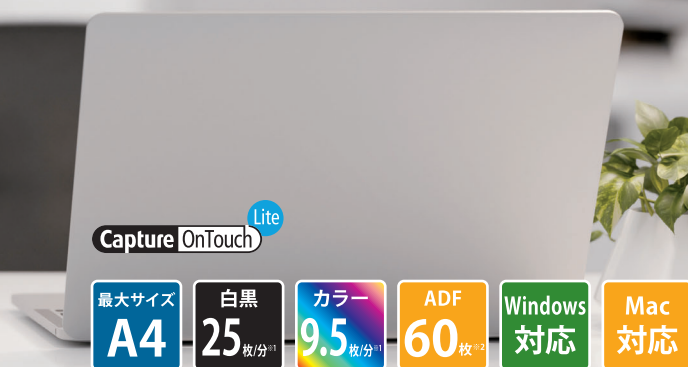 Lite
Capture OnTouch
最大サイズ
A4
白黒
25枚/分※1
カラー
9.5枚/分※1
ADF
60枚※2
Windows
対応
Mac
対応